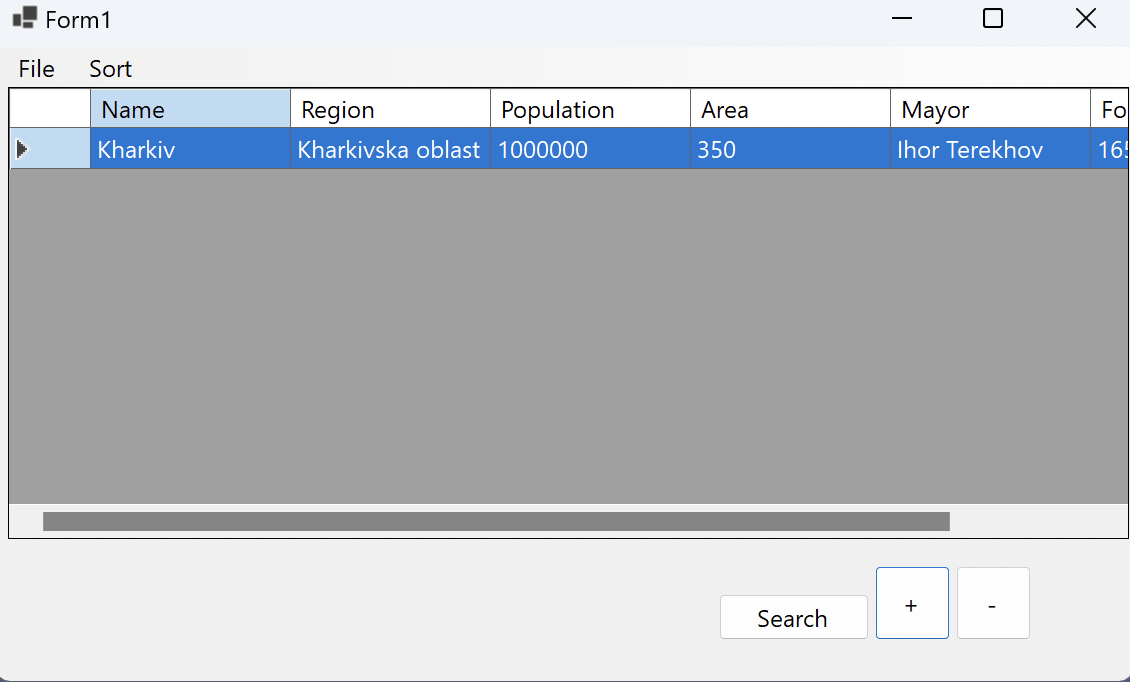 Form1
File Sort
Name Region Population Area Mayor Fo
Kharkiv Kharkivska oblast 1000000 350 Ihor Terekhov 165
Search + -